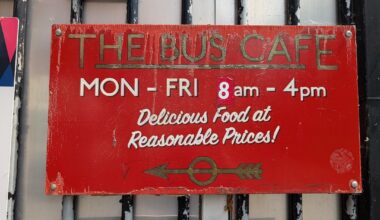 THE BUS CAFE
MON - FRI 8am - 4pm
Delicious Food at
Reasonable Prices!